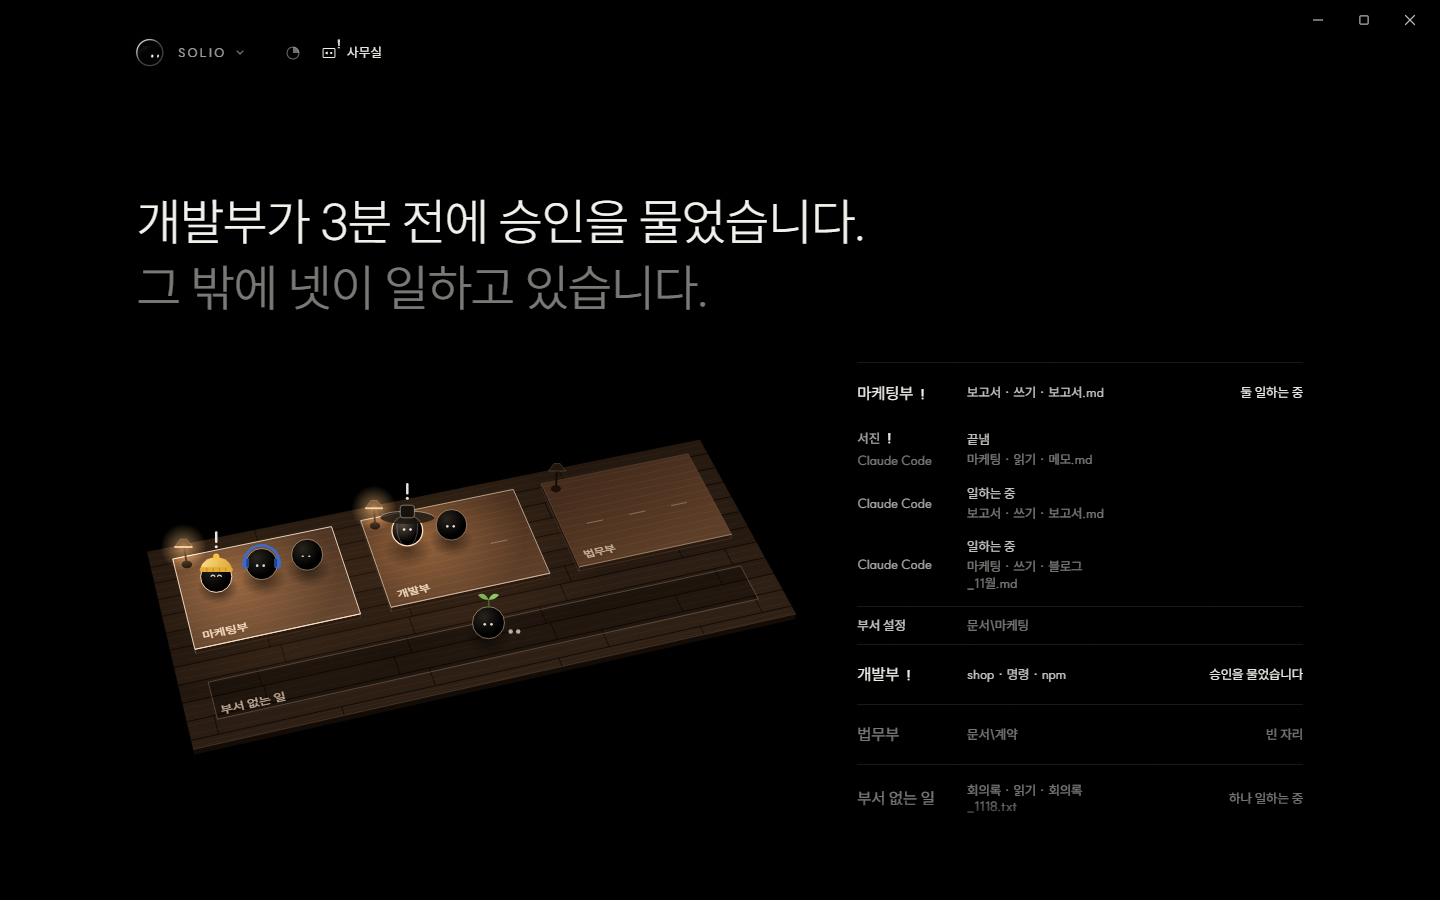 SOLIO
! 사무실
개발부가 3분 전에 승인을 물었습니다.
그 밖에 넷이 일하고 있습니다.
마케팅부 ! 보고서 · 쓰기 · 보고서.md 둘 일하는 중
서진 ! 끝냄
Claude Code 마케팅 · 읽기 · 메모.md
Claude Code 일하는 중
보고서 · 쓰기 · 보고서.md
일하는 중
Claude Code 마케팅 · 쓰기 · 블로그
_11월.md
부서 설정 문서\마케팅
개발부 ! shop · 명령 · npm 승인을 물었습니다
법무부 문서\계약 빈 자리
부서 없는 일 회의록 · 읽기 · 회의록 하나 일하는 중
_1118.txt
!
!
마케팅부
개발부
법무부
부서 없는 일